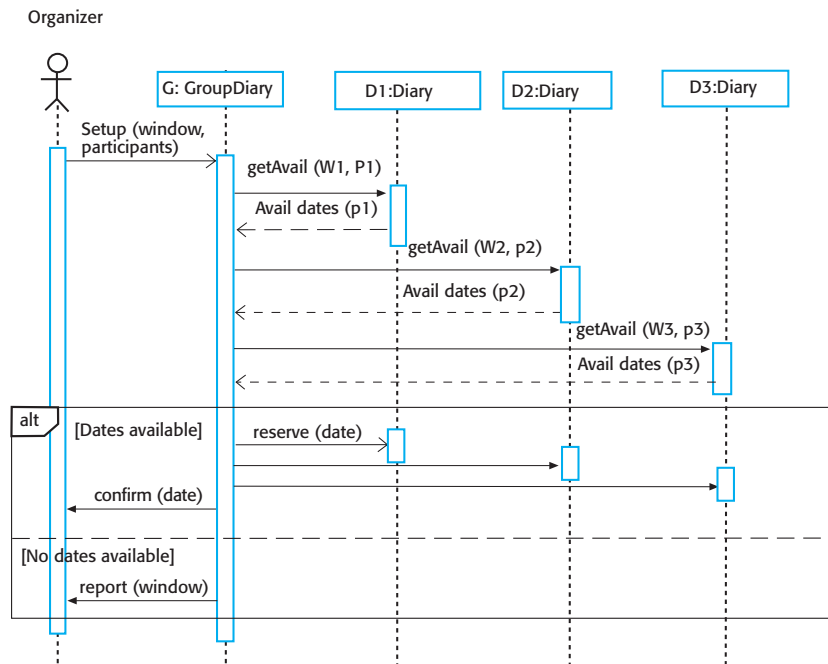 Organizer
G: GroupDiary
D1:Diary
D2:Diary
D3:Diary
Setup (window,
participants)
getAvail (W1, P1)
Avail dates (p1)
getAvail (W2, p2)
Avail dates (p2)
getAvail (W3, p3)
Avail dates (p3)
alt
[Dates available]
reserve (date)
confirm (date)
[No dates available]
report (window)